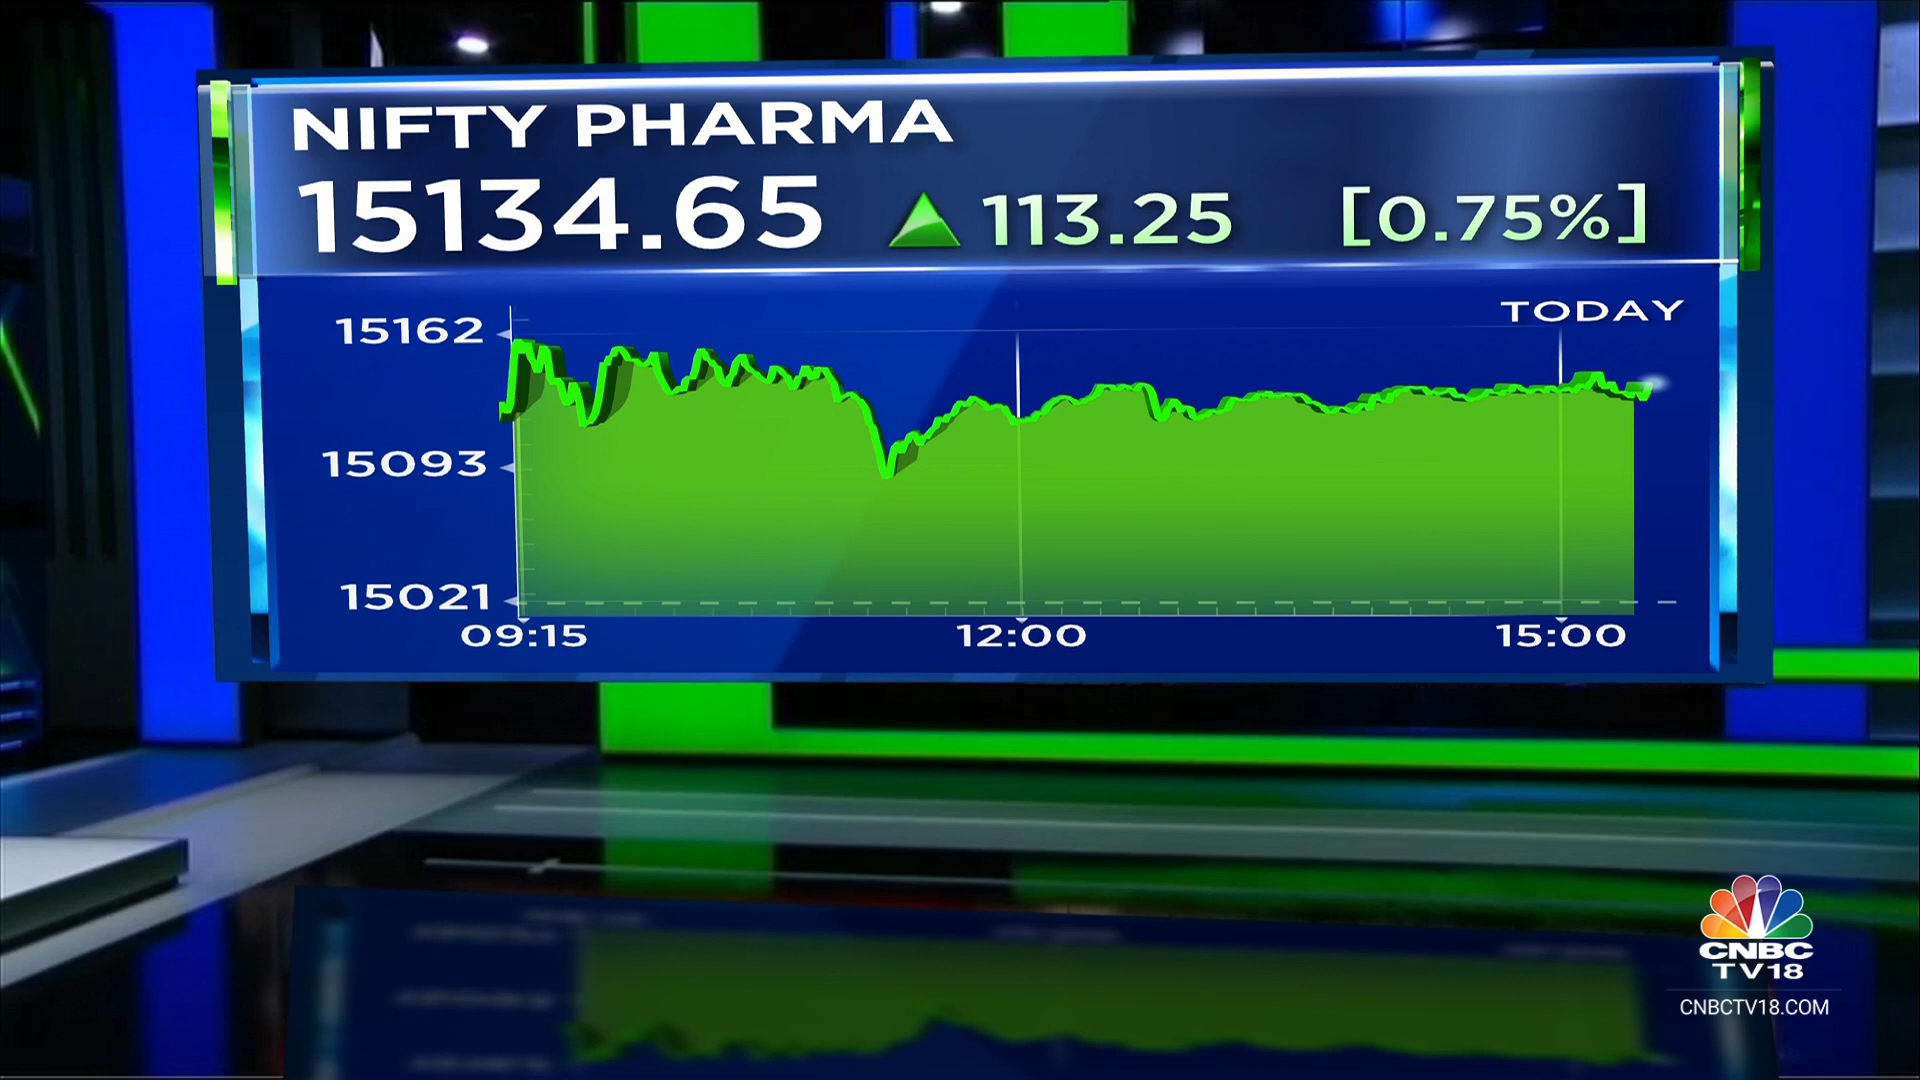 NIFTY PHARMA
15134.65 ▲ 113.25 [0.75%]
TODAY
15162
15093
15021
09:15 12:00 15:00
CNBC
TV18
CNBCTV18.COM